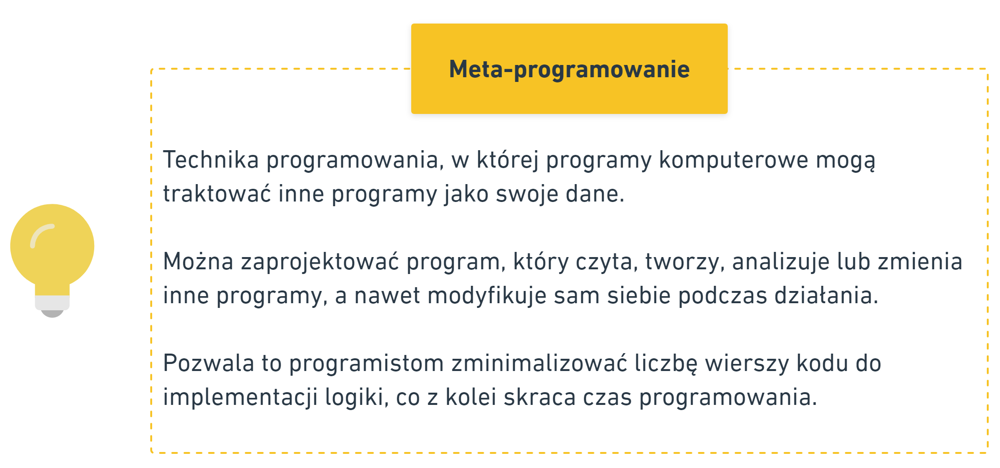 Meta-programowanie
Technika programowania, w której programy komputerowe mogą
traktować inne programy jako swoje dane.
Można zaprojektować program, który czyta, tworzy, analizuje lub zmienia
inne programy, a nawet modyfikuje sam siebie podczas działania.
Pozwala to programistom zminimalizować liczbę wierszy kodu do
implementacji logiki, co z kolei skraca czas programowania.